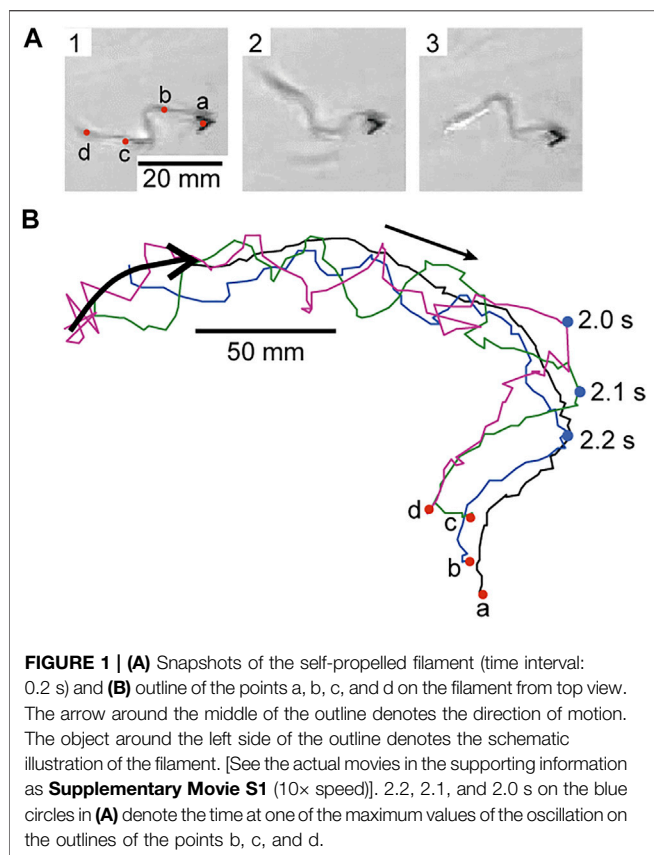 A
1
2
3
b
a
d
c
20 mm
B
50 mm
2.0 s
2.1 s
2.2 s
d
c
b
a
FIGURE 1 | (A) Snapshots of the self-propelled filament (time interval:
0.2 s) and (B) outline of the points a, b, c, and d on the filament from top view.
The arrow around the middle of the outline denotes the direction of motion.
The object around the left side of the outline denotes the schematic
illustration of the filament. [See the actual movies in the supporting information
as Supplementary Movie S1 (10× speed)]. 2.2, 2.1, and 2.0 s on the blue
circles in (A) denote the time at one of the maximum values of the oscillation on
the outlines of the points b, c, and d.